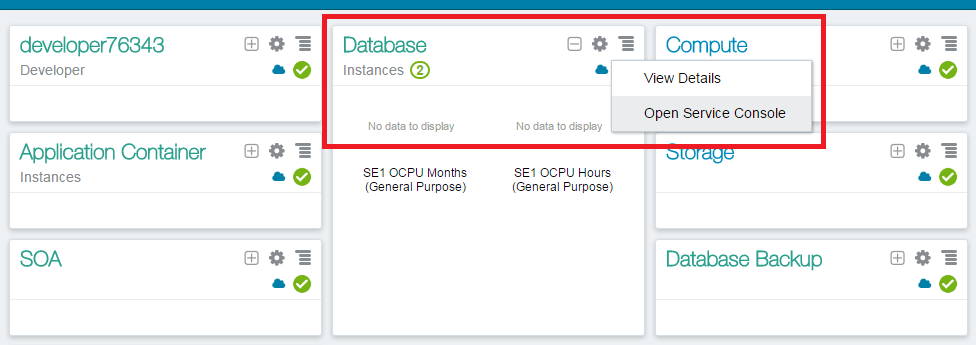 developer76343
Developer
Database
Instances 2
No data to display
No data to display
SE1 OCPU Months
(General Purpose)
SE1 OCPU Hours
(General Purpose)
Compute
View Details
Open Service Console
Application Container
Instances
Storage
SOA
Database Backup